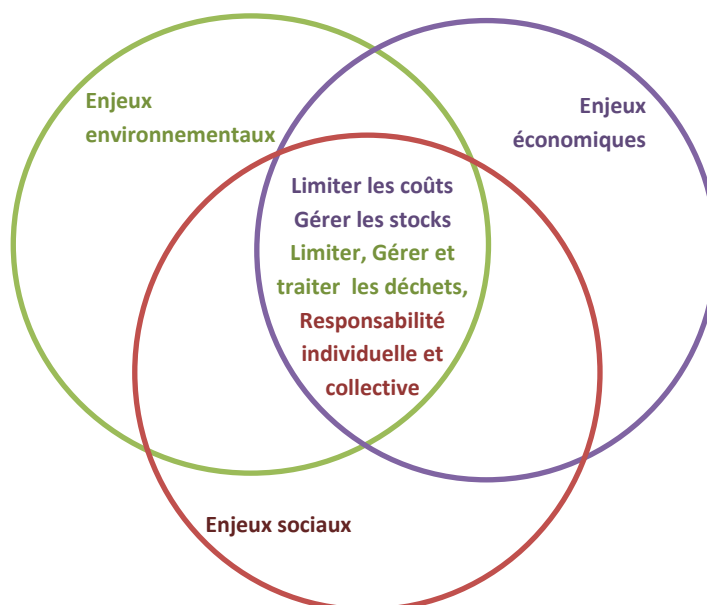 Enjeux
environnementaux
Enjeux
économiques
Limiter les coûts
Gérer les stocks
Limiter, Gérer et
traiter les déchets,
Responsabilité
individuelle et
collective
Enjeux sociaux